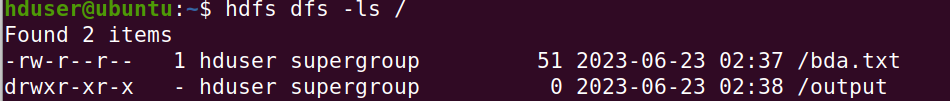 hduser@ubuntu:~$ hdfs dfs -ls /
Found 2 items
-rw-r--r--   1 hduser supergroup         51 2023-06-23 02:37 /bda.txt
drwxr-xr-x   - hduser supergroup          0 2023-06-23 02:38 /output